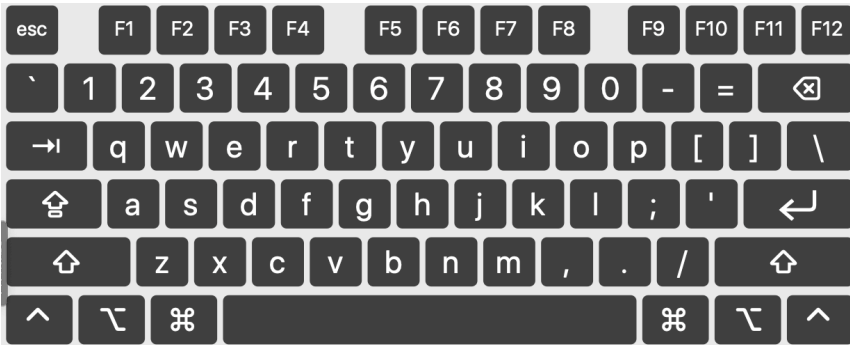 esc F1 F2 F3 F4 F5 F6 F7 F8 F9 F10 F11 F12
` 1 2 3 4 5 6 7 8 9 0 - = ⌫
⇥ q w e r t y u i o p [ ] \
⇪ a s d f g h j k l ; ' ↵
⇧ z x c v b n m , . / ⇧
⌃ ⌥ ⌘ ⌘ ⌥ ⌃